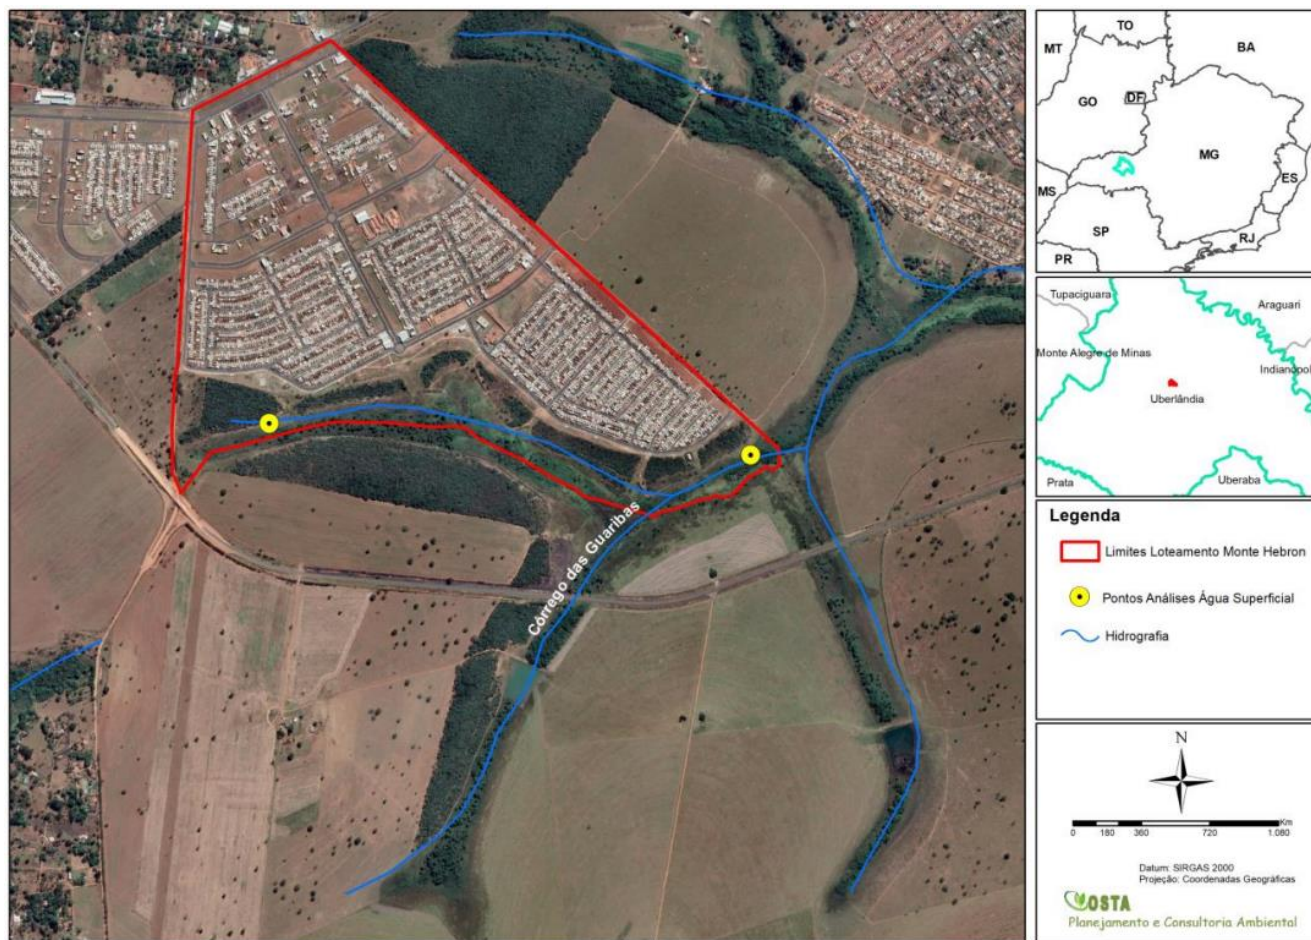 Córrego das Guaribas
TO
MT
BA
GO
DF
MG
ES
MS
SP
RJ
PR
Tupaciguara
Araguari
Monte Alegre de Minas
Indianopol
Uberlândia
Prata
Uberaba
Legenda
Limites Loteamento Monte Hebron
Pontos Análises Água Superficial
Hidrografia
N
Km
0 180 360 720 1.080
Datum: SIRGAS 2000
Projeção: Coordenadas Geográficas
OSTA
Planejamento e Consultoria Ambiental